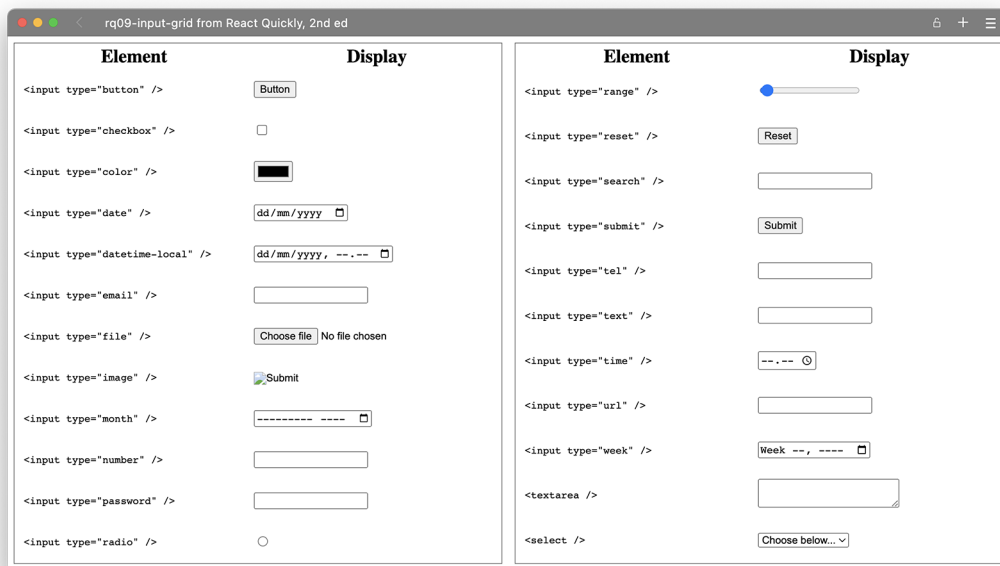 rq09-input-grid from React Quickly, 2nd ed
Element Display
<input type="button" /> Button
<input type="checkbox" />
<input type="color" />
<input type="date" /> dd/mm/yyyy
<input type="datetime-local" /> dd/mm/yyyy, --.--
<input type="email" />
<input type="file" /> Choose file No file chosen
<input type="image" /> Submit
<input type="month" /> --------- ----
<input type="number" />
<input type="password" />
<input type="radio" />
Element Display
<input type="range" />
<input type="reset" /> Reset
<input type="search" />
<input type="submit" /> Submit
<input type="tel" />
<input type="text" />
<input type="time" /> --.--
<input type="url" />
<input type="week" /> Week --, ----
<textarea />
<select /> Choose below...